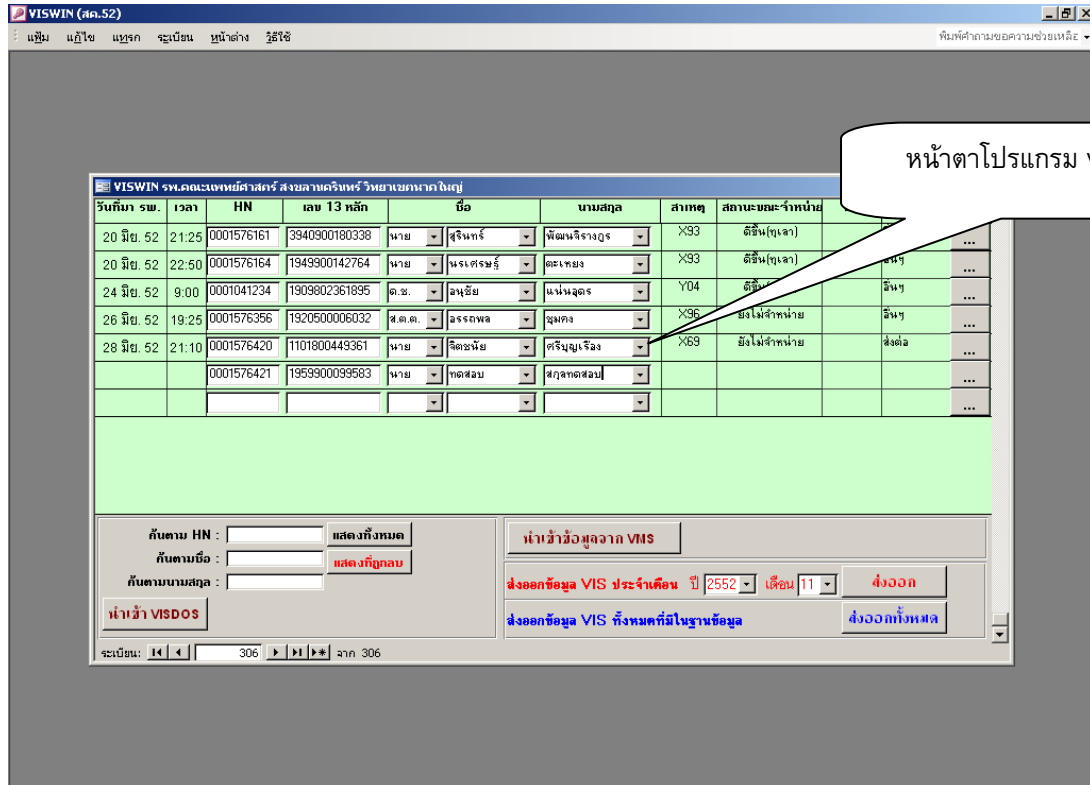 VISWIN (สค.52)
แฟ้ม แก้ไข แทรก ระเบียน หน้าต่าง วิธีใช้ พิมพ์คำถามขอความช่วยเหลือ
หน้าตาโปรแกรม
VISWIN รพ.คณะแพทย์ศาสตร์ สงขลานครินทร์ วิทยาเขตหาดใหญ่
วันที่มา รพ. เวลา HN เลข 13 หลัก ชื่อ นามสกุล สาเหตุ สถานะขณะจำหน่าย
20 มิย. 52 21:25 0001576161 3940900180338 นาย สุรินทร์ พัฒนจิรางกูร X93 ดีขึ้น(ทุเลา) ...
20 มิย. 52 22:50 0001576164 1949900142764 นาย นรเศรษฐ์ ตะเหยง X93 ดีขึ้น(ทุเลา) อื่นๆ ...
24 มิย. 52 9:00 0001041234 1909802361895 ด.ช. อนุชัย แน่นอุดร Y04 อื่นๆ ...
26 มิย. 52 19:25 0001576356 1920500006032 ส.ต.ต. อรรถพล ชุมคง X96 ยังไม่จำหน่าย อื่นๆ ...
28 มิย. 52 21:10 0001576420 1101800449361 นาย จิตชนัย ศรีบุญเรือง X69 ยังไม่จำหน่าย ส่งต่อ ...
0001576421 1959900099583 นาย ทดสอบ สกุลทดสอบ ...
...
ค้นตาม HN : แสดงทั้งหมด นำเข้าข้อมูลจาก VMS
ค้นตามชื่อ : แสดงที่ถูกลบ
ค้นตามนามสกุล : ส่งออกข้อมูล VIS ประจำเดือน ปี 2552 เดือน 11 ส่งออก
นำเข้า VISDOS ส่งออกข้อมูล VIS ทั้งหมดที่มีในฐานข้อมูล ส่งออกทั้งหมด
ระเบียน: 306 จาก 306